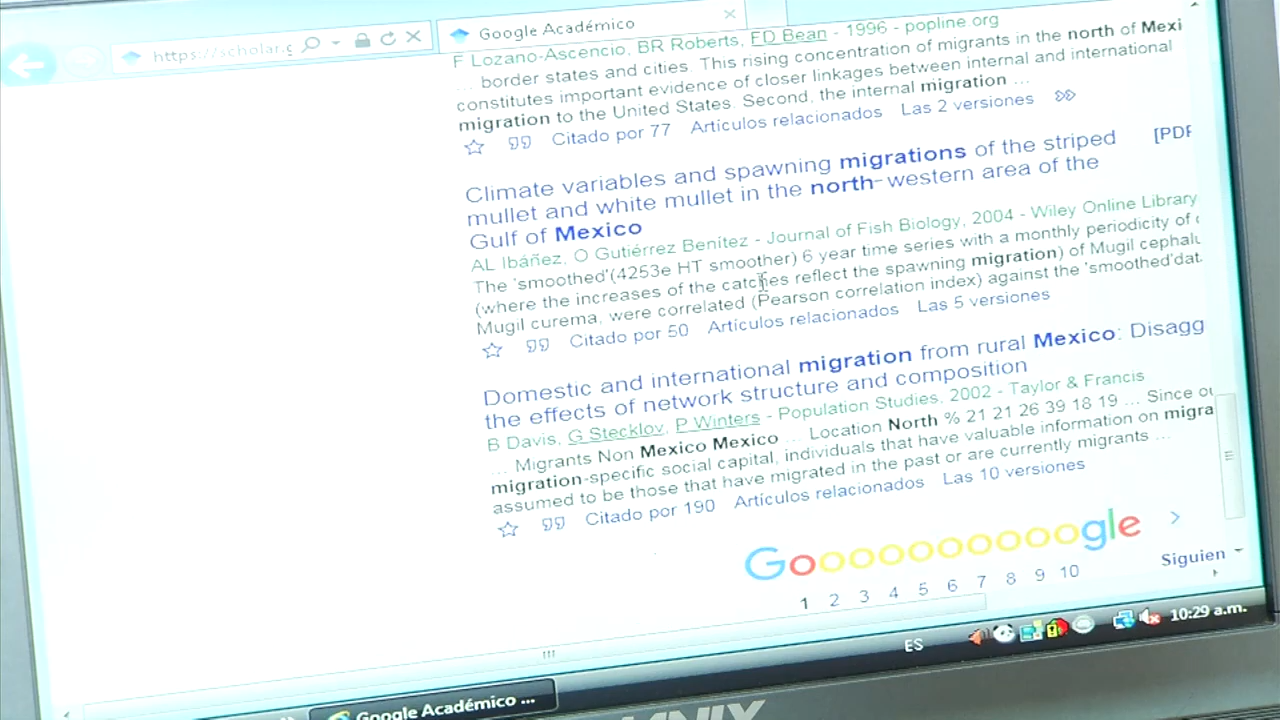 https://scholar.g
Google Académico
F Lozano-Ascencio, BR Roberts, FD Bean - 1996 - popline.org
... border states and cities. This rising concentration of migrants in the north of Mexi
constitutes important evidence of closer linkages between internal and international
migration to the United States. Second, the internal migration ...
Citado por 77 Artículos relacionados Las 2 versiones
Climate variables and spawning migrations of the striped
mullet and white mullet in the north-western area of the
Gulf of Mexico
[PDF
AL Ibáñez, O Gutiérrez Benítez - Journal of Fish Biology, 2004 - Wiley Online Library
The 'smoothed'(4253e HT smoother) 6 year time series with a monthly periodicity of c
(where the increases of the catches reflect the spawning migration) of Mugil cephalu
Mugil curema, were correlated (Pearson correlation index) against the 'smoothed'dat
Citado por 50 Artículos relacionados Las 5 versiones
Domestic and international migration from rural Mexico: Disagg
the effects of network structure and composition
B Davis, G Stecklov, P Winters - Population Studies, 2002 - Taylor & Francis
... Migrants Non Mexico Mexico ... Location North % 21 21 26 39 18 19 ... Since ou
migration-specific social capital, individuals that have valuable information on migra
assumed to be those that have migrated in the past or are currently migrants ...
Citado por 190 Artículos relacionados Las 10 versiones
Goooooooooogle
1 2 3 4 5 6 7 8 9 10
Siguien
ES
10:29 a.m.
Google Académico ...